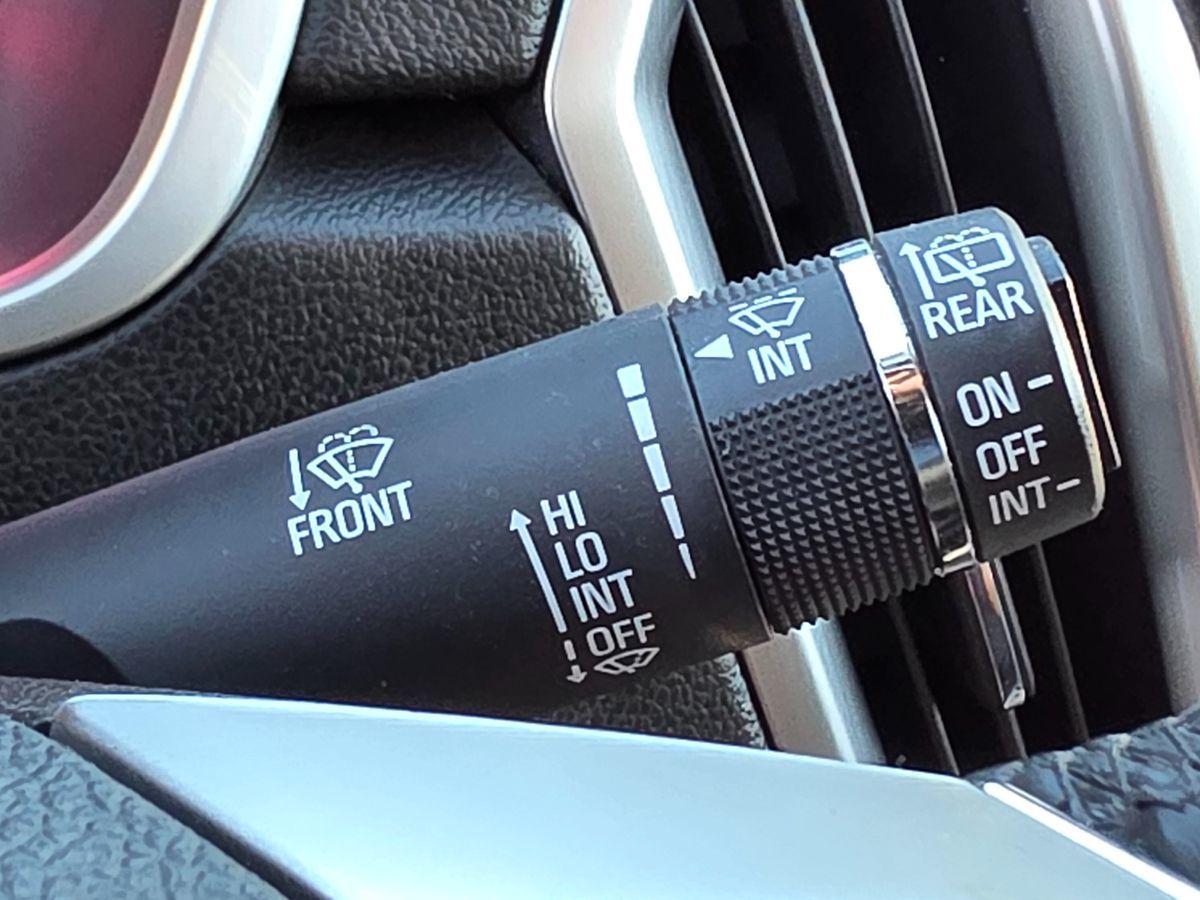 FRONT
HI
LO
INT
OFF
INT
REAR
ON
OFF
INT